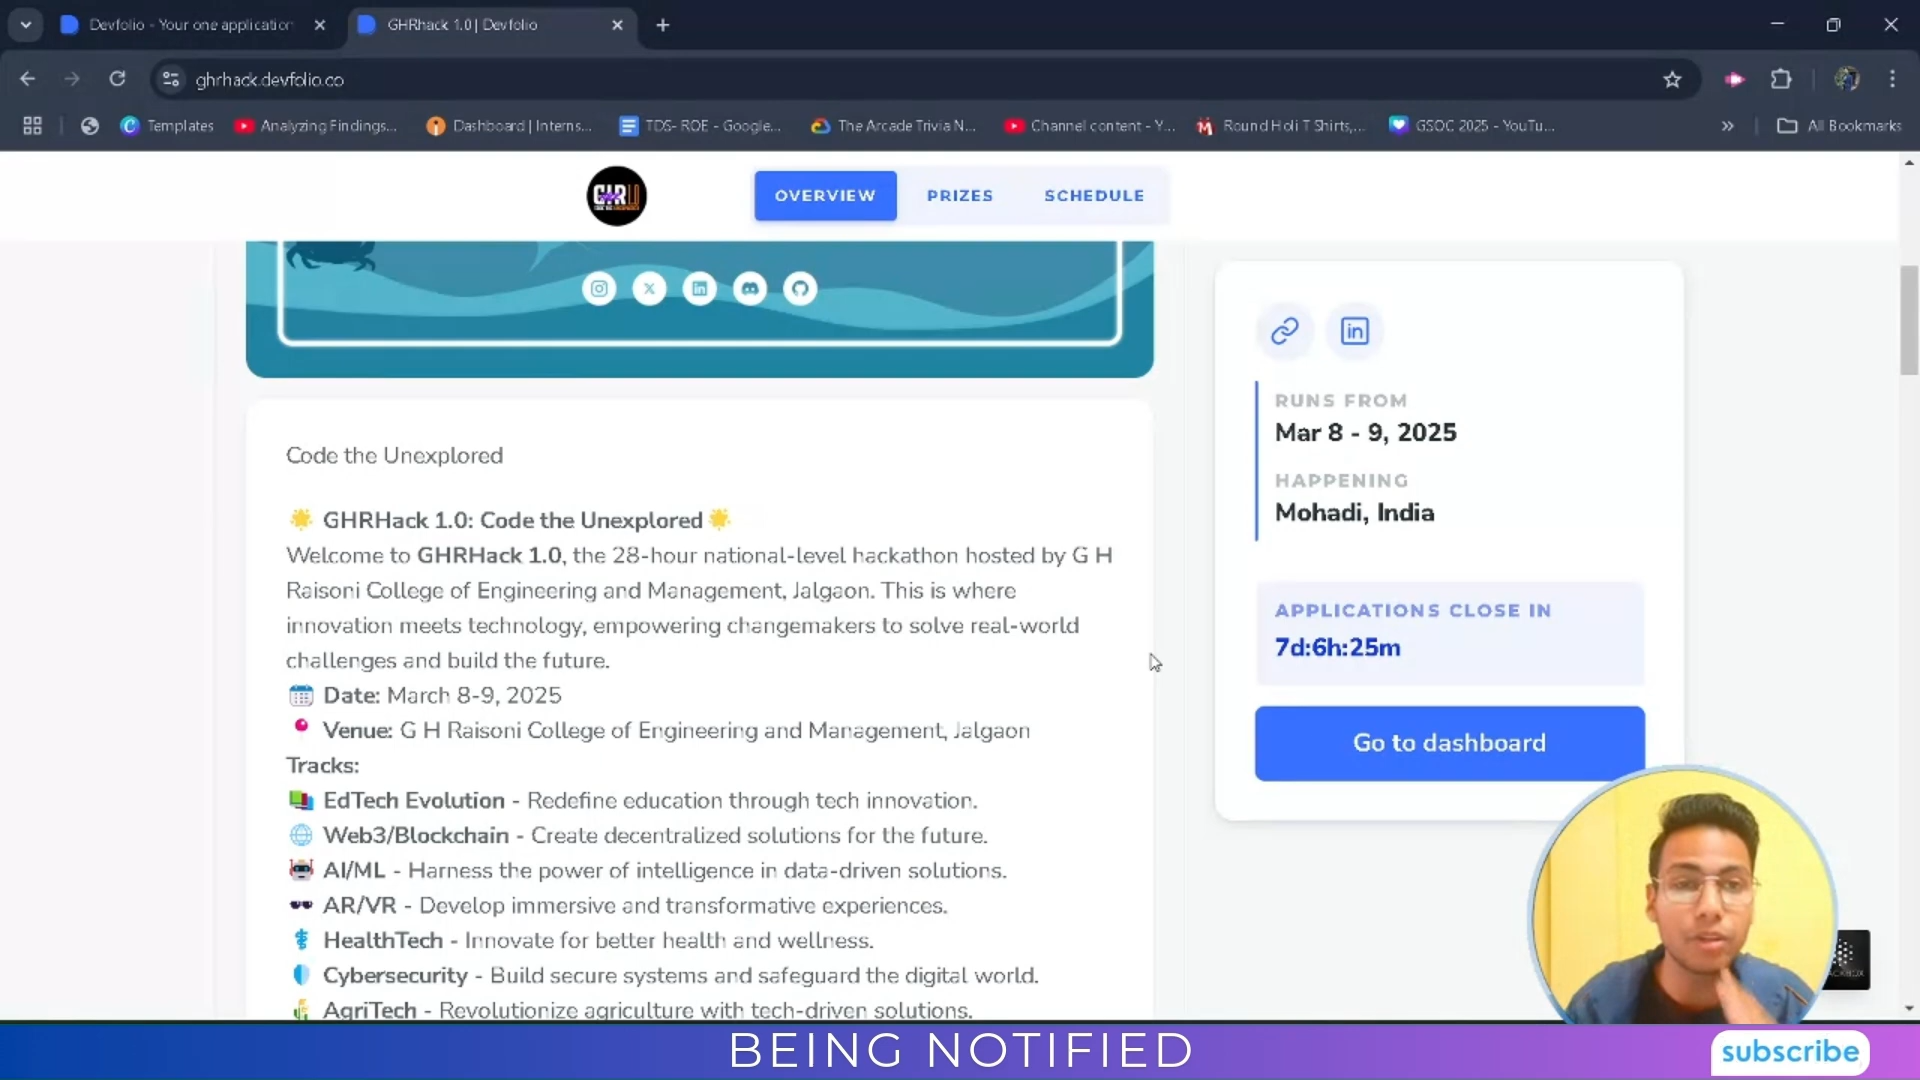 Devfolio - Your one application
GHRhack 1.0 | Devfolio
ghrhack.devfolio.co
Templates
Analyzing Findings...
Dashboard | Interns...
TDS- ROE - Google...
The Arcade Trivia N...
Channel content - Y...
Round Holi T Shirts,...
GSOC 2025 - YouTu...
All Bookmarks
OVERVIEW
PRIZES
SCHEDULE
Code the Unexplored
🌟 GHRHack 1.0: Code the Unexplored 🌟
Welcome to GHRHack 1.0, the 28-hour national-level hackathon hosted by G H
Raisoni College of Engineering and Management, Jalgaon. This is where
innovation meets technology, empowering changemakers to solve real-world
challenges and build the future.
📅 Date: March 8-9, 2025
📍 Venue: G H Raisoni College of Engineering and Management, Jalgaon
Tracks:
📚 EdTech Evolution - Redefine education through tech innovation.
🌐 Web3/Blockchain - Create decentralized solutions for the future.
🤖 AI/ML - Harness the power of intelligence in data-driven solutions.
🕶️ AR/VR - Develop immersive and transformative experiences.
⚕️ HealthTech - Innovate for better health and wellness.
🛡️ Cybersecurity - Build secure systems and safeguard the digital world.
🌾 AgriTech - Revolutionize agriculture with tech-driven solutions.
RUNS FROM
Mar 8 - 9, 2025
HAPPENING
Mohadi, India
APPLICATIONS CLOSE IN
7d:6h:25m
Go to dashboard
BEING NOTIFIED
subscribe